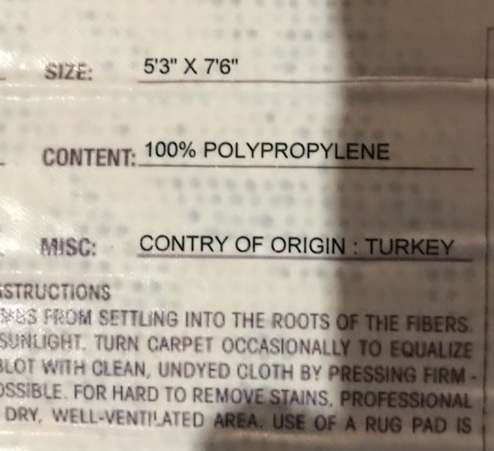 SIZE: 5'3" X 7'6"
CONTENT: 100% POLYPROPYLENE
MISC: CONTRY OF ORIGIN : TURKEY
STRUCTIONS
FROM SETTLING INTO THE ROOTS OF THE FIBERS.
SUNLIGHT. TURN CARPET OCCASIONALLY TO EQUALIZE
BLOT WITH CLEAN, UNDYED CLOTH BY PRESSING FIRM-
OSSIBLE. FOR HARD TO REMOVE STAINS, PROFESSIONAL
DRY, WELL-VENTILATED AREA. USE OF A RUG PAD IS